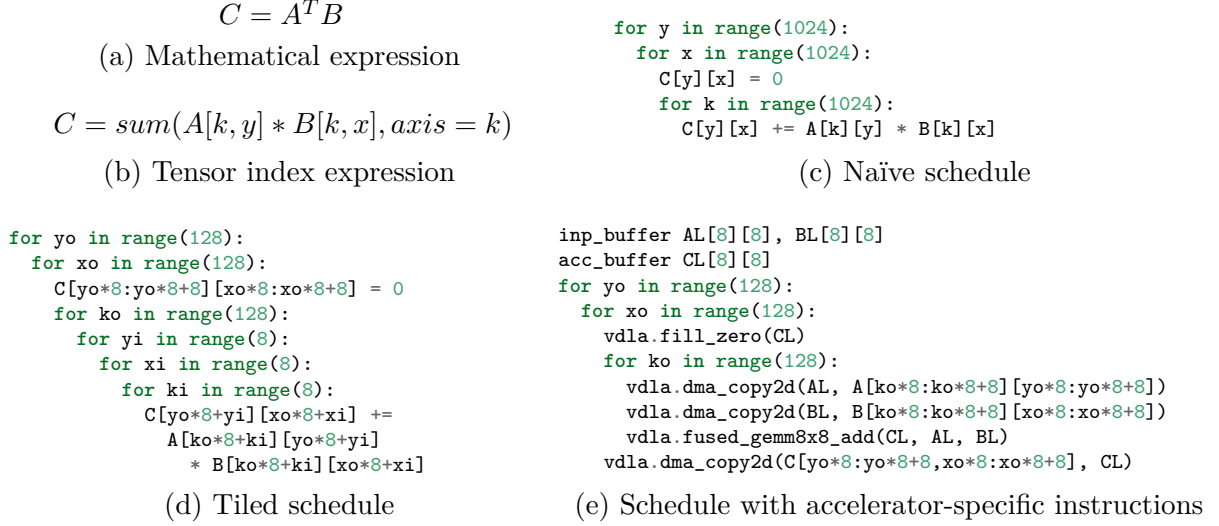 C = A^T B
(a) Mathematical expression
C = sum(A[k, y] * B[k, x], axis = k)
(b) Tensor index expression
for y in range(1024):
  for x in range(1024):
    C[y][x] = 0
    for k in range(1024):
      C[y][x] += A[k][y] * B[k][x]
(c) Naïve schedule
for yo in range(128):
  for xo in range(128):
    C[yo*8:yo*8+8][xo*8:xo*8+8] = 0
    for ko in range(128):
      for yi in range(8):
        for xi in range(8):
          for ki in range(8):
            C[yo*8+yi][xo*8+xi] +=
              A[ko*8+ki][yo*8+yi]
                * B[ko*8+ki][xo*8+xi]
(d) Tiled schedule
inp_buffer AL[8][8], BL[8][8]
acc_buffer CL[8][8]
for yo in range(128):
  for xo in range(128):
    vdla.fill_zero(CL)
    for ko in range(128):
      vdla.dma_copy2d(AL, A[ko*8:ko*8+8][yo*8:yo*8+8])
      vdla.dma_copy2d(BL, B[ko*8:ko*8+8][xo*8:xo*8+8])
      vdla.fused_gemm8x8_add(CL, AL, BL)
    vdla.dma_copy2d(C[yo*8:yo*8+8,xo*8:xo*8+8], CL)
(e) Schedule with accelerator-specific instructions